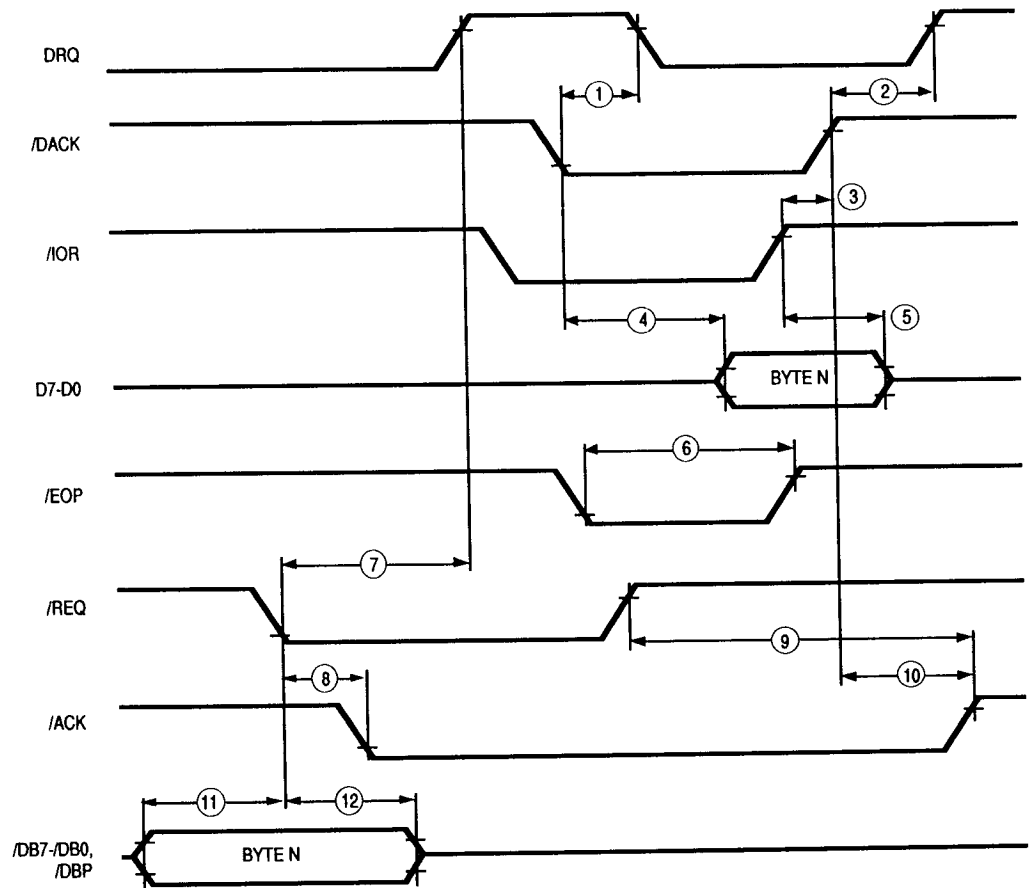 DRQ
1
2
/DACK
3
/IOR
4
5
D7-D0
BYTE N
6
/EOP
7
/REQ
8
9
10
/ACK
11
12
/DB7-/DB0,
/DBP
BYTE N